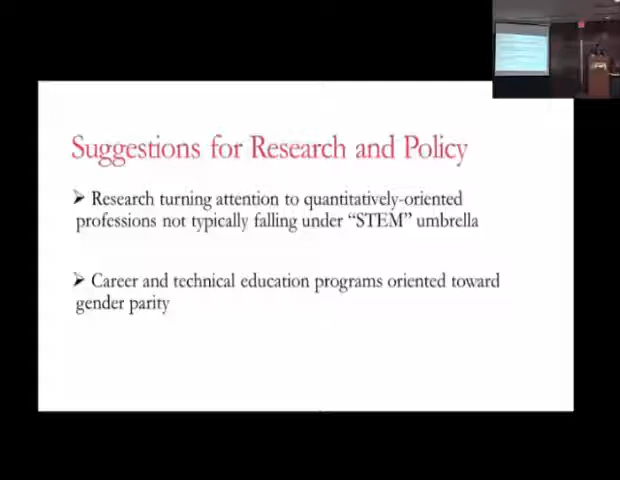 Suggestions for Research and Policy
➢ Research turning attention to quantitatively-oriented
professions not typically falling under “STEM” umbrella
➢ Career and technical education programs oriented toward
gender parity